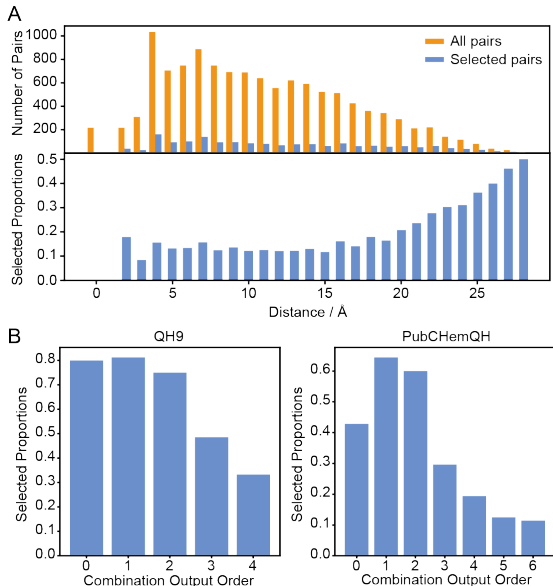 A
Number of Pairs
1000
800
600
400
200
All pairs
Selected pairs
Selected Proportions
0.5
0.4
0.3
0.2
0.1
0.0
0 5 10 15 20 25
Distance / Å
B
QH9
Selected Proportions
0.8
0.7
0.6
0.5
0.4
0.3
0.2
0.1
0.0
0 1 2 3 4
Combination Output Order
PubCHemQH
Selected Proportions
0.6
0.5
0.4
0.3
0.2
0.1
0.0
0 1 2 3 4 5 6
Combination Output Order